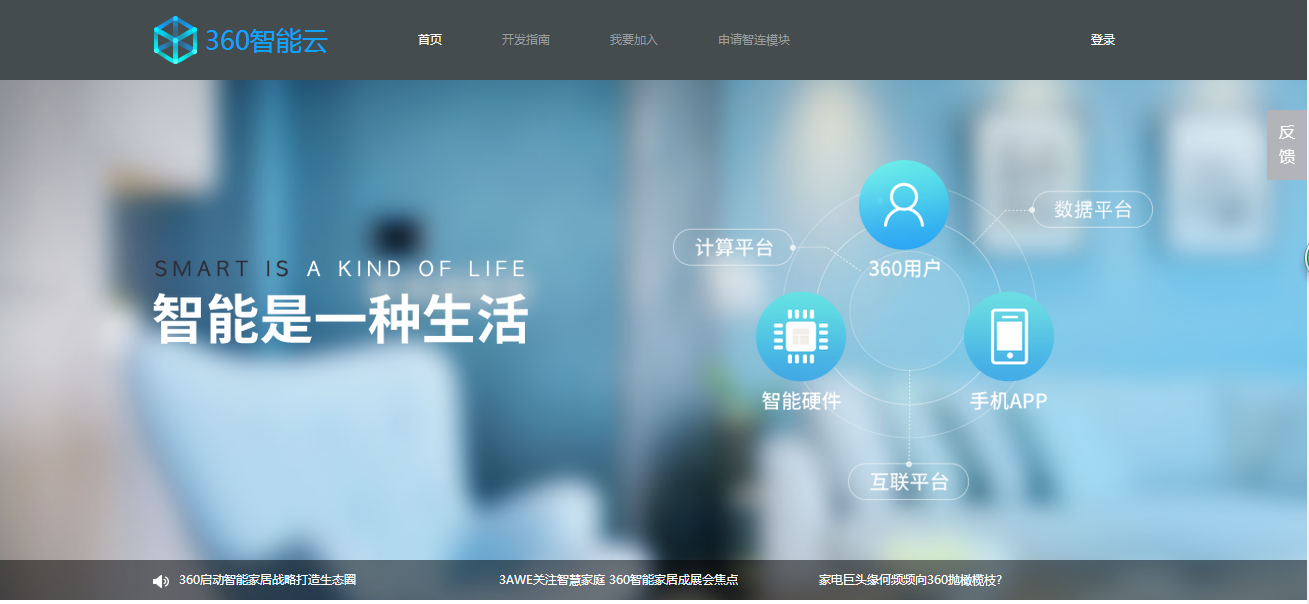 360智能云
首页
开发指南
我要加入
申请智连模块
登录
反
馈
数据平台
计算平台
360用户
SMART IS A KIND OF LIFE
智能是一种生活
智能硬件
手机APP
互联平台
360启动智能家居战略打造生态圈
3AWE关注智慧家庭 360智能家居成展会焦点
家电巨头缘何频频向360抛橄榄枝?